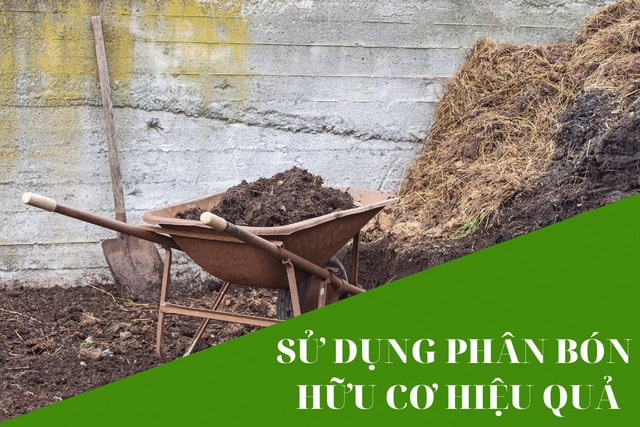 SỬ DỤNG PHÂN BÓN
HỮU CƠ HIỆU QUẢ